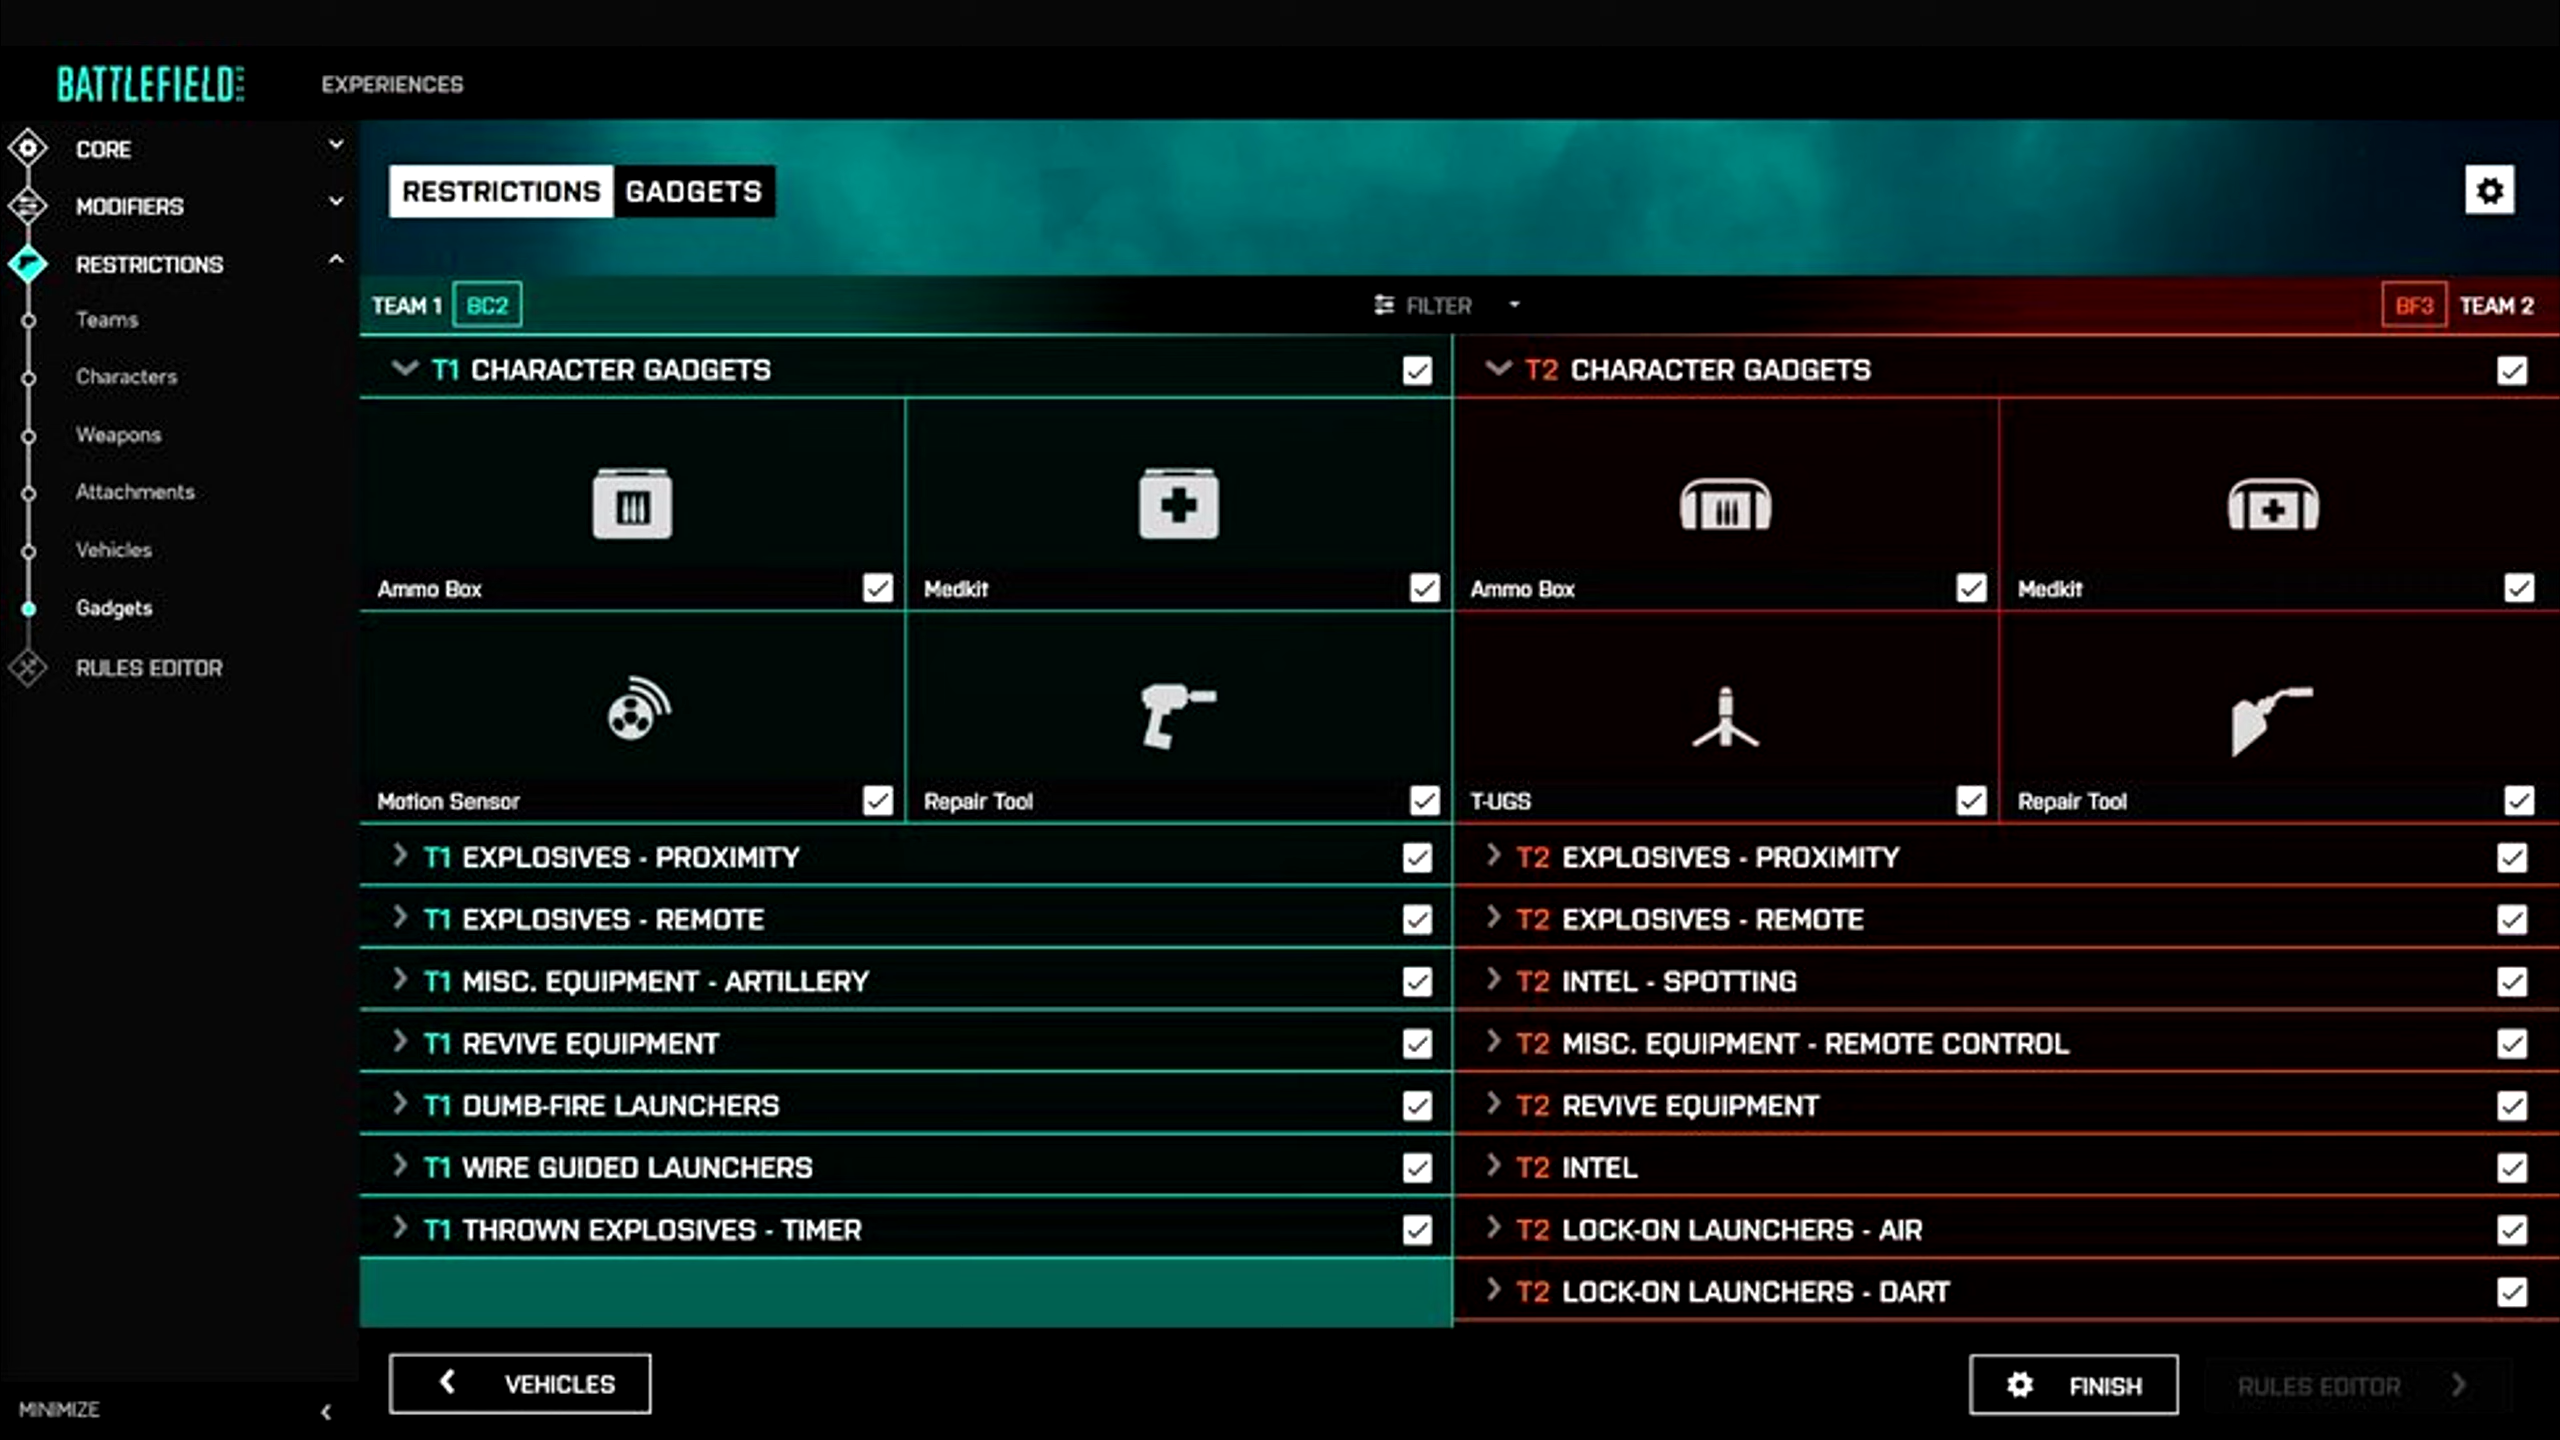 BATTLEFIELD
EXPERIENCES
CORE
MODIFIERS
RESTRICTIONS
Teams
Characters
Weapons
Attachments
Vehicles
Gadgets
RULES EDITOR
MINIMIZE
RESTRICTIONS GADGETS
TEAM 1 BC2
FILTER
BF3 TEAM 2
T1 CHARACTER GADGETS
Ammo Box
Medkit
Motion Sensor
Repair Tool
T1 EXPLOSIVES - PROXIMITY
T1 EXPLOSIVES - REMOTE
T1 MISC. EQUIPMENT - ARTILLERY
T1 REVIVE EQUIPMENT
T1 DUMB-FIRE LAUNCHERS
T1 WIRE GUIDED LAUNCHERS
T1 THROWN EXPLOSIVES - TIMER
T2 CHARACTER GADGETS
Ammo Box
Medkit
T-UGS
Repair Tool
T2 EXPLOSIVES - PROXIMITY
T2 EXPLOSIVES - REMOTE
T2 INTEL - SPOTTING
T2 MISC. EQUIPMENT - REMOTE CONTROL
T2 REVIVE EQUIPMENT
T2 INTEL
T2 LOCK-ON LAUNCHERS - AIR
T2 LOCK-ON LAUNCHERS - DART
VEHICLES
FINISH
RULES EDITOR